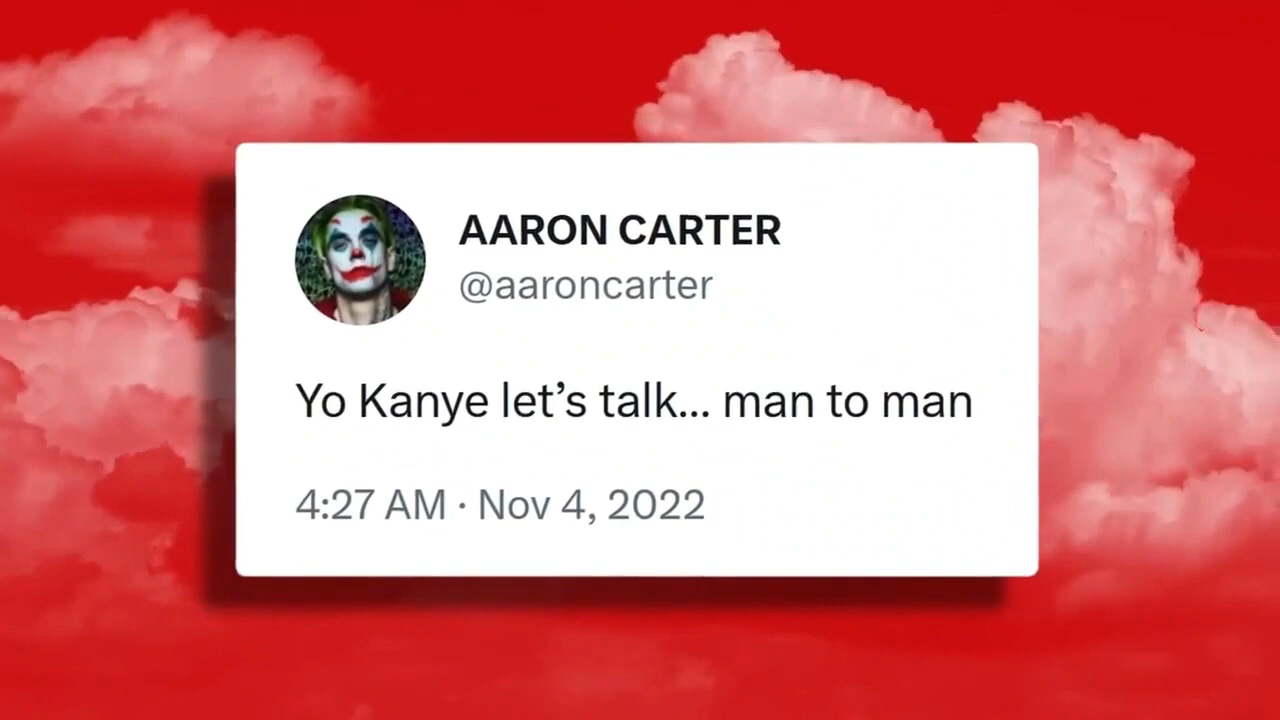 AARON CARTER
@aaroncarter
Yo Kanye let’s talk... man to man
4:27 AM · Nov 4, 2022